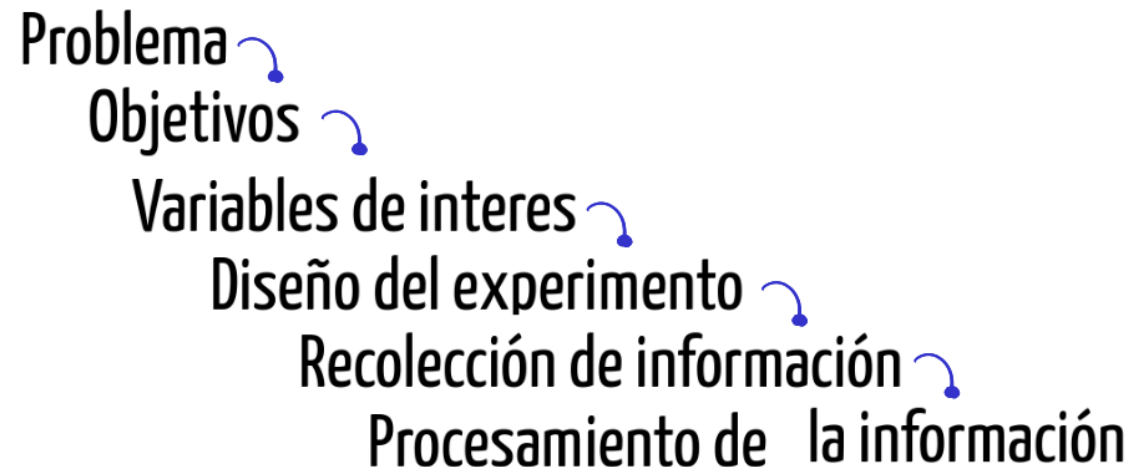 Problema
Objetivos
Variables de interes
Diseño del experimento
Recolección de información
Procesamiento de la información